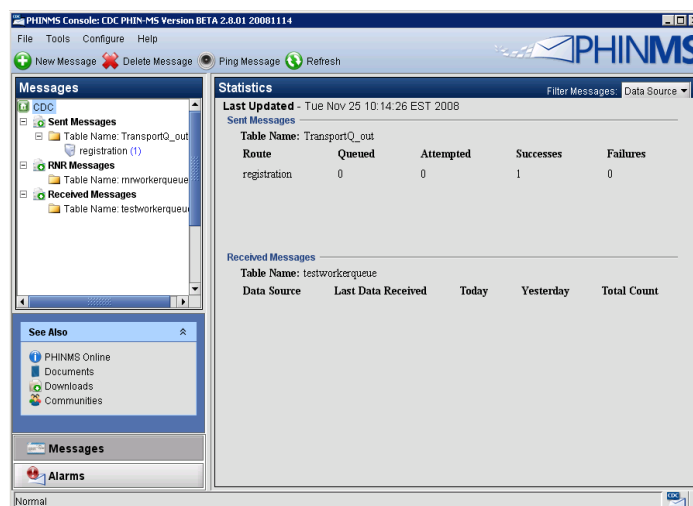 PHINMS Console: CDC PHIN-MS Version BETA 2.8.01 20081114
File Tools Configure Help
New Message Delete Message Ping Message Refresh
PHINMS
Messages
CDC
Sent Messages
Table Name: TransportQ_out
registration (1)
RNR Messages
Table Name: rnrworkerqueue
Received Messages
Table Name: testworkerqueu
See Also
PHINMS Online
Documents
Downloads
Communities
Messages
Alarms
Statistics
Filter Messages: Data Source
Last Updated - Tue Nov 25 10:14:26 EST 2008
Sent Messages
Table Name: TransportQ_out
Route Queued Attempted Successes Failures
registration 0 0 1 0
Received Messages
Table Name: testworkerqueue
Data Source Last Data Received Today Yesterday Total Count
Normal
CDC